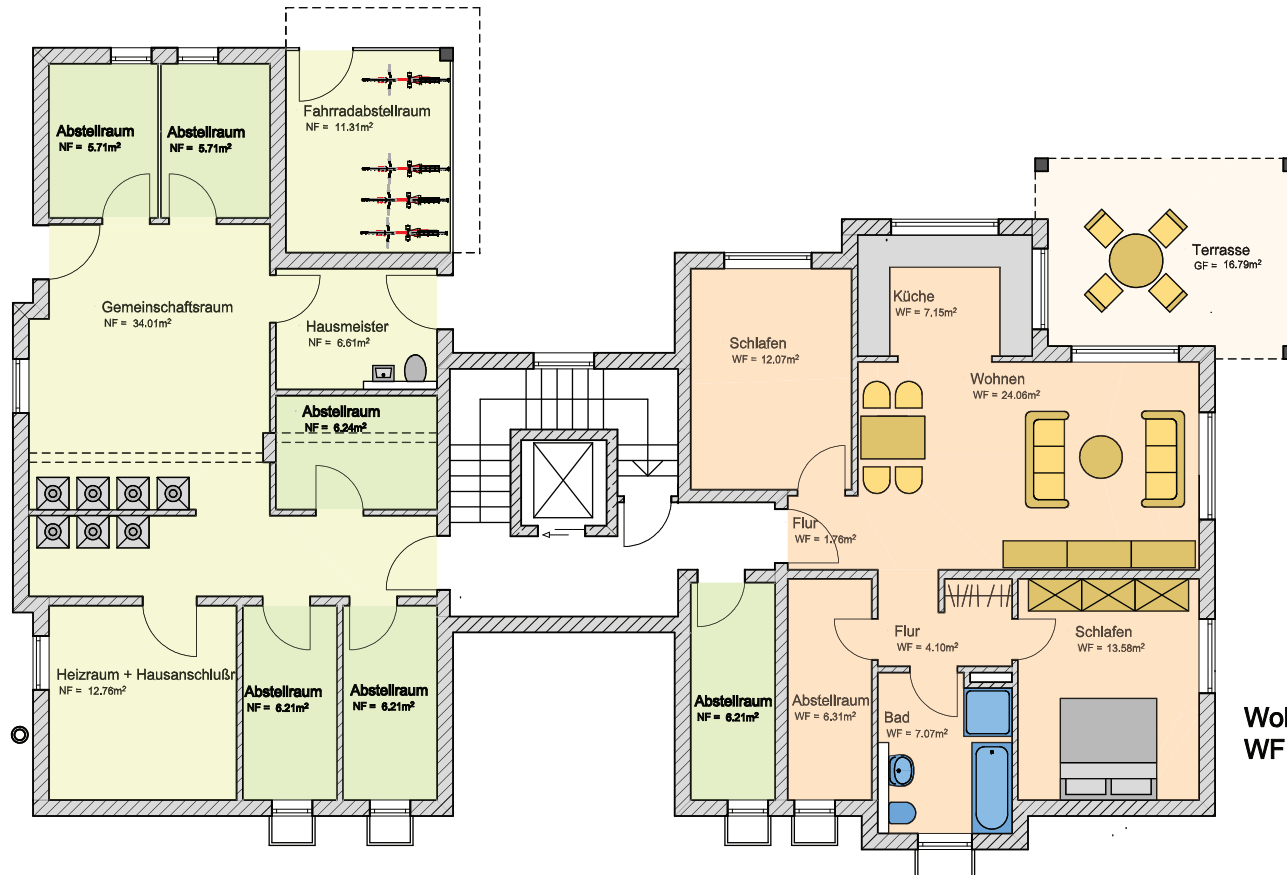 Fahrradabstellraum
NF = 11.31m²
Abstellraum
NF = 5.71m²
Abstellraum
NF = 5.71m²
Gemeinschaftsraum
NF = 34.01m²
Hausmeister
NF = 6.61m²
Abstellraum
NF = 6.24m²
Heizraum + Hausanschlußr
NF = 12.76m²
Abstellraum
NF = 6.21m²
Abstellraum
NF = 6.21m²
Abstellraum
NF = 6.21m²
Terrasse
GF = 16.79m²
Küche
WF = 7.15m²
Schlafen
WF = 12.07m²
Wohnen
WF = 24.06m²
Flur
WF = 1.76m²
Flur
WF = 4.10m²
Schlafen
WF = 13.58m²
Abstellraum
WF = 6.31m²
Bad
WF = 7.07m²
Wo
WF